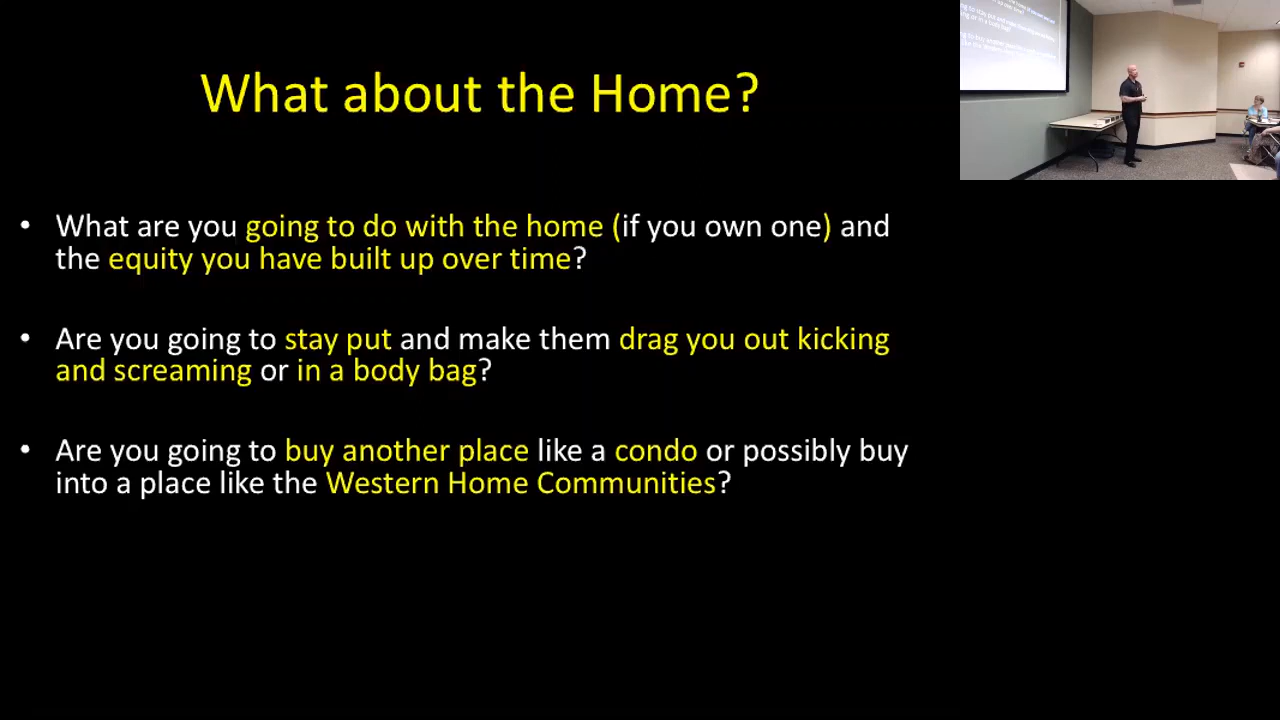 What about the Home?
• What are you going to do with the home (if you own one) and
the equity you have built up over time?
• Are you going to stay put and make them drag you out kicking
and screaming or in a body bag?
• Are you going to buy another place like a condo or possibly buy
into a place like the Western Home Communities?